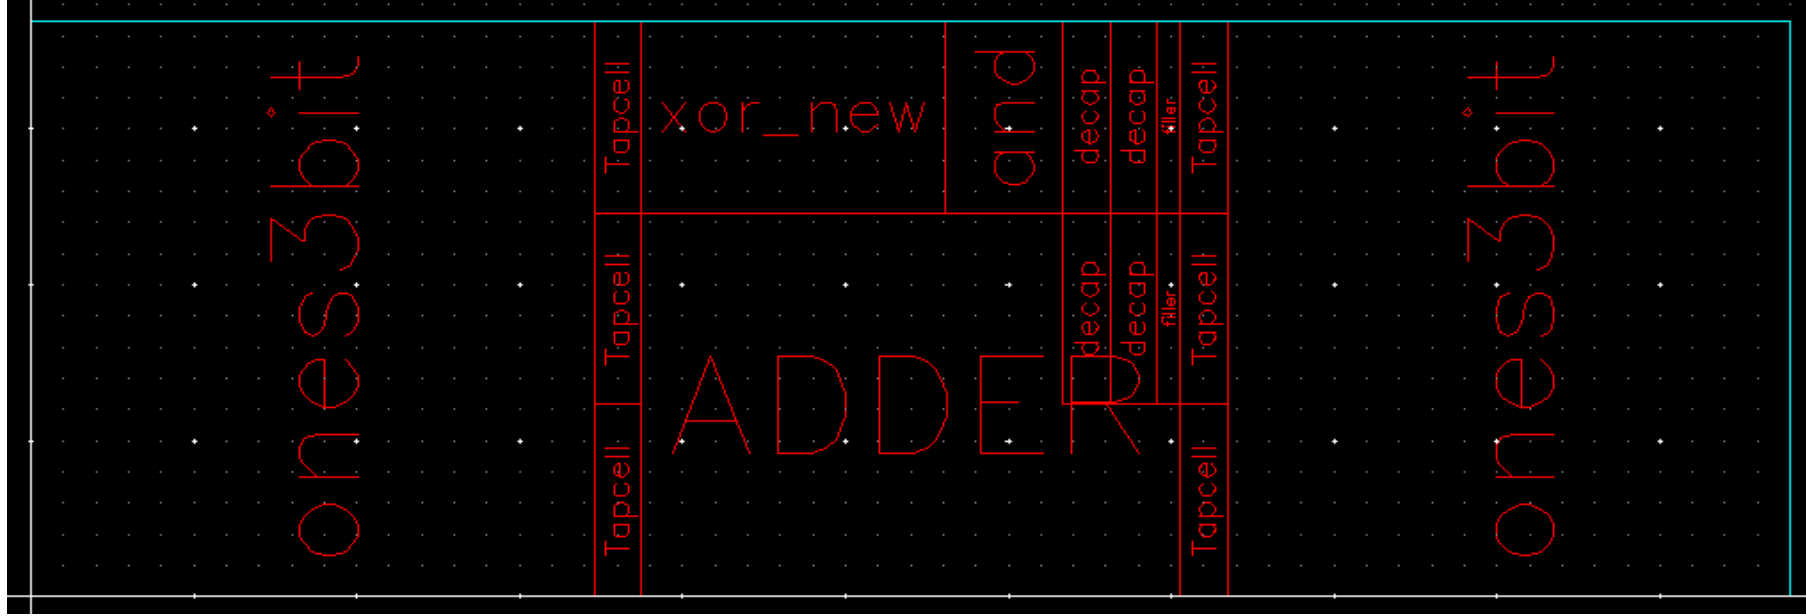 ones3bit
Tapcell
xor_new
and
decap
decap
filler
Tapcell
Tapcell
decap
decap
filler
Tapcell
ADDER
Tapcell
Tapcell
ones3bit